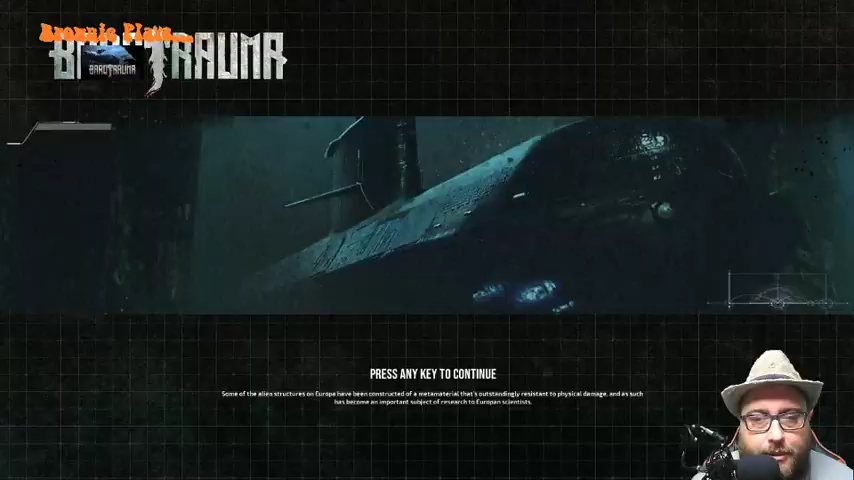 Brownie Plays
BAROTRAUMA
BAROTRAUMA
PRESS ANY KEY TO CONTINUE
Some of the alien structures on Europa have been constructed of a metamaterial that's outstandingly resistant to physical damage, and as such
has become an important subject of research to Europan scientists.